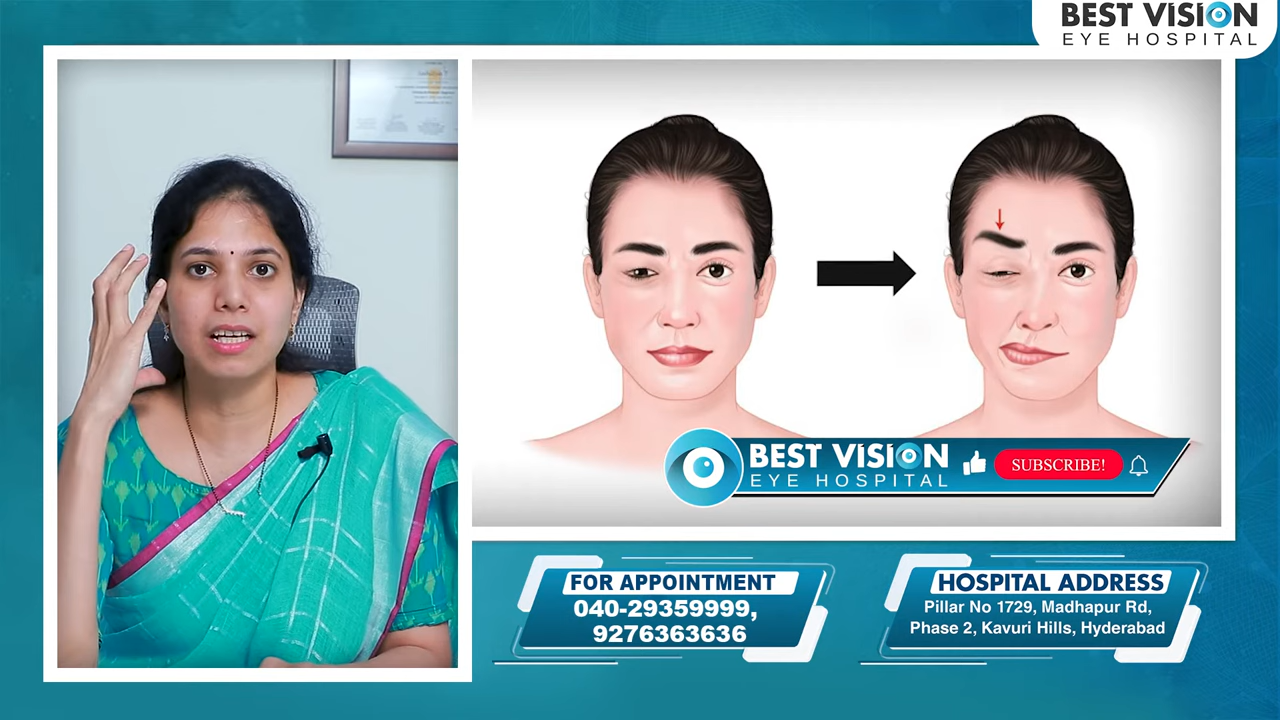 BEST VISION
EYE HOSPITAL
BEST VISION
EYE HOSPITAL
SUBSCRIBE!
FOR APPOINTMENT
040-29359999,
9276363636
HOSPITAL ADDRESS
Pillar No 1729, Madhapur Rd,
Phase 2, Kavuri Hills, Hyderabad